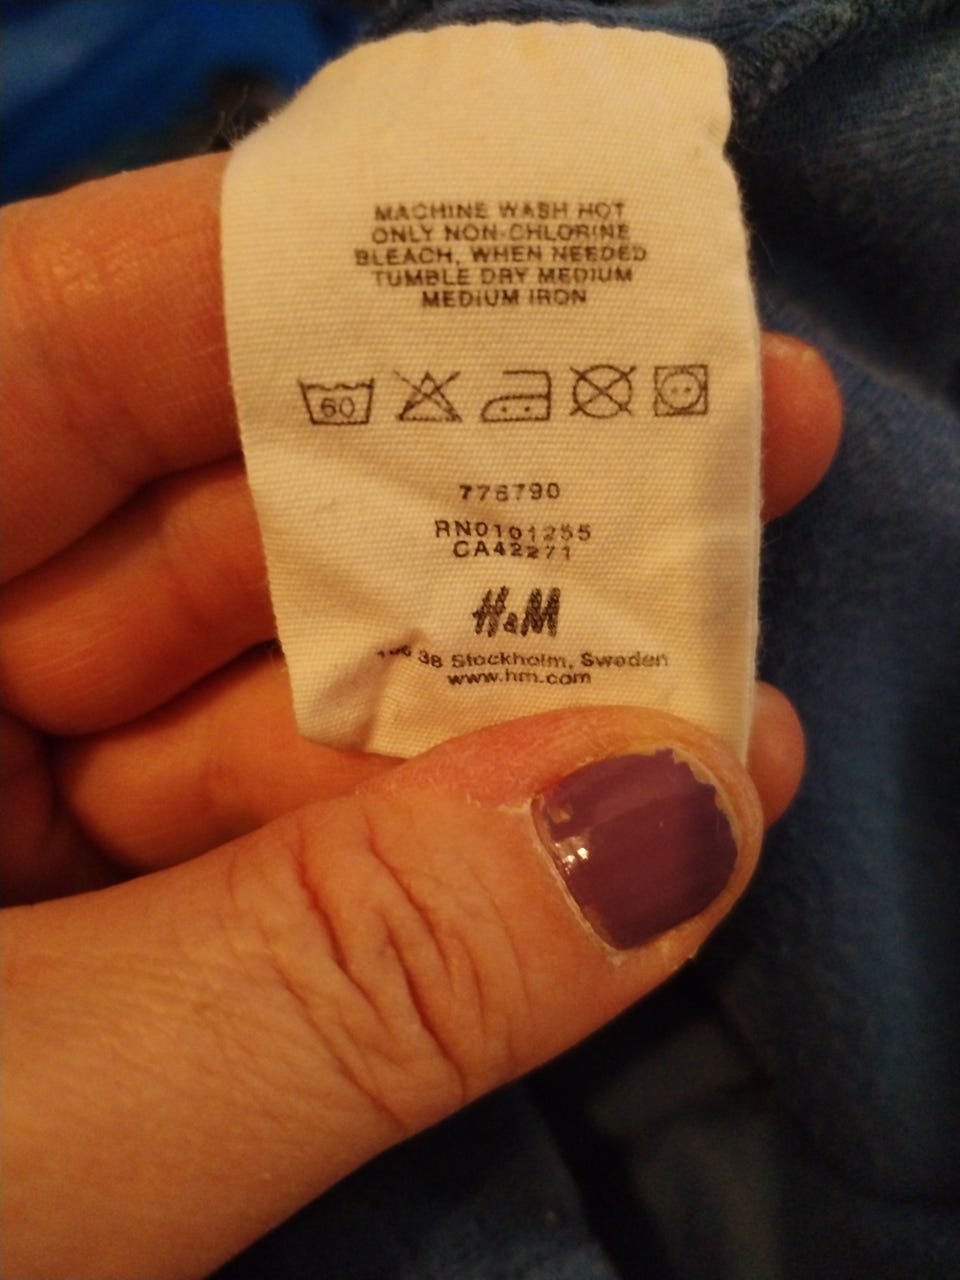 MACHINE WASH HOT
ONLY NON-CHLORINE
BLEACH, WHEN NEEDED
TUMBLE DRY MEDIUM
MEDIUM IRON
60
776790
RN0101255
CA42271
H&M
38 Stockholm, Sweden
www.hm.com